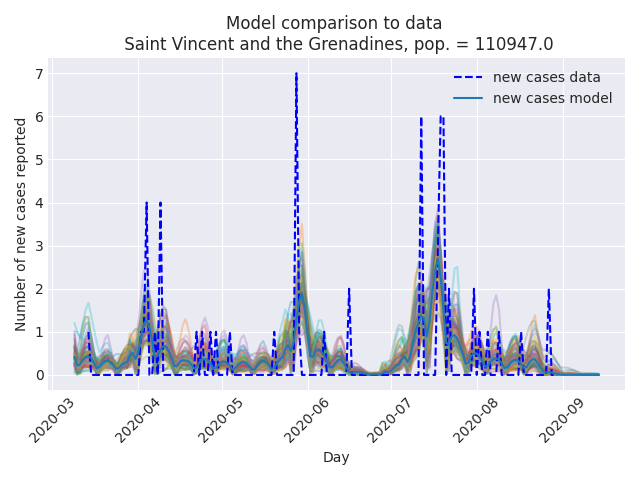 Model comparison to data
Saint Vincent and the Grenadines, pop. = 110947.0
new cases data
new cases model
Number of new cases reported
7
6
5
4
3
2
1
0
2020-03
2020-04
2020-05
2020-06
2020-07
2020-08
2020-09
Day